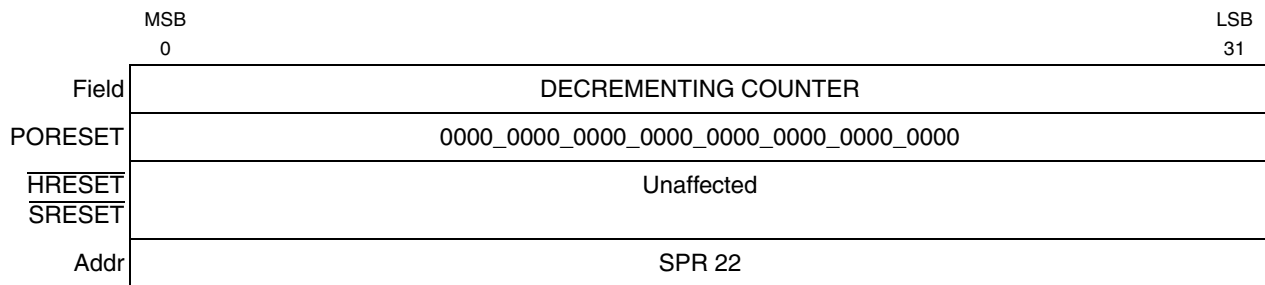 MSB LSB
0 31
Field DECREMENTING COUNTER
PORESET 0000_0000_0000_0000_0000_0000_0000_0000
HRESET Unaffected
SRESET
Addr SPR 22